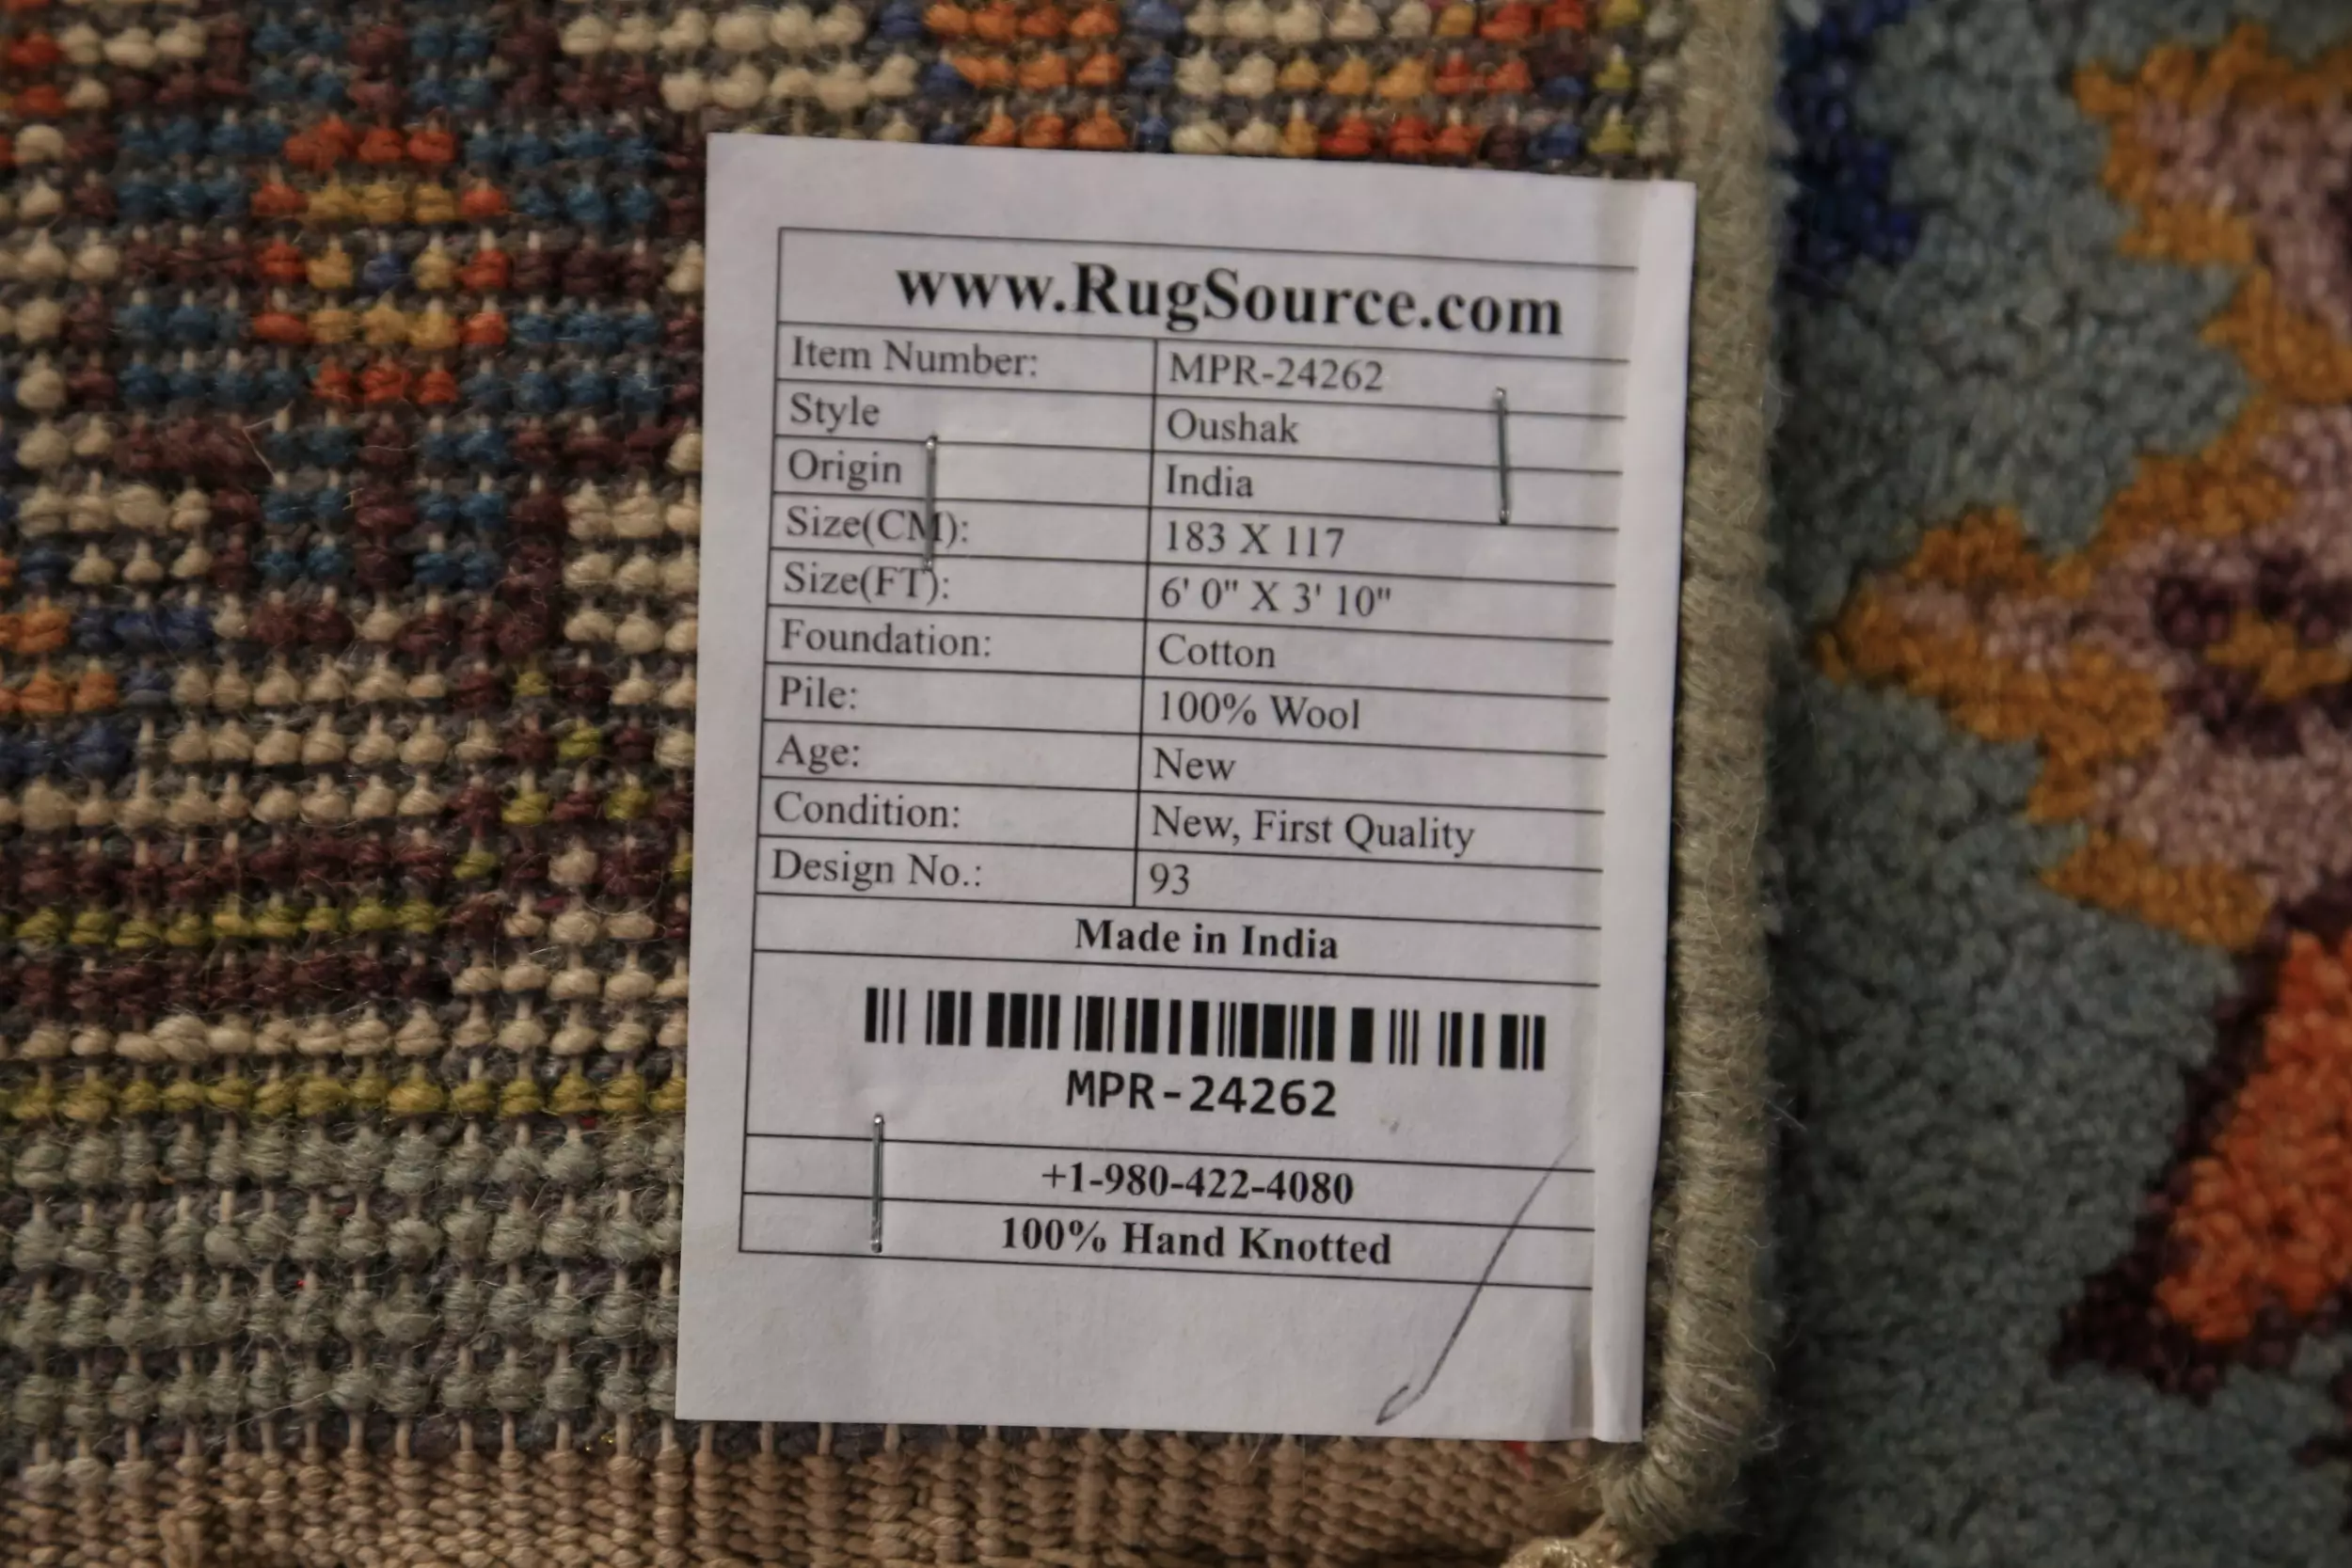 www.RugSource.com
Item Number: MPR-24262
Style Oushak
Origin India
Size(CM): 183 X 117
Size(FT): 6' 0" X 3' 10"
Foundation: Cotton
Pile: 100% Wool
Age: New
Condition: New, First Quality
Design No.: 93
Made in India
MPR-24262
+1-980-422-4080
100% Hand Knotted